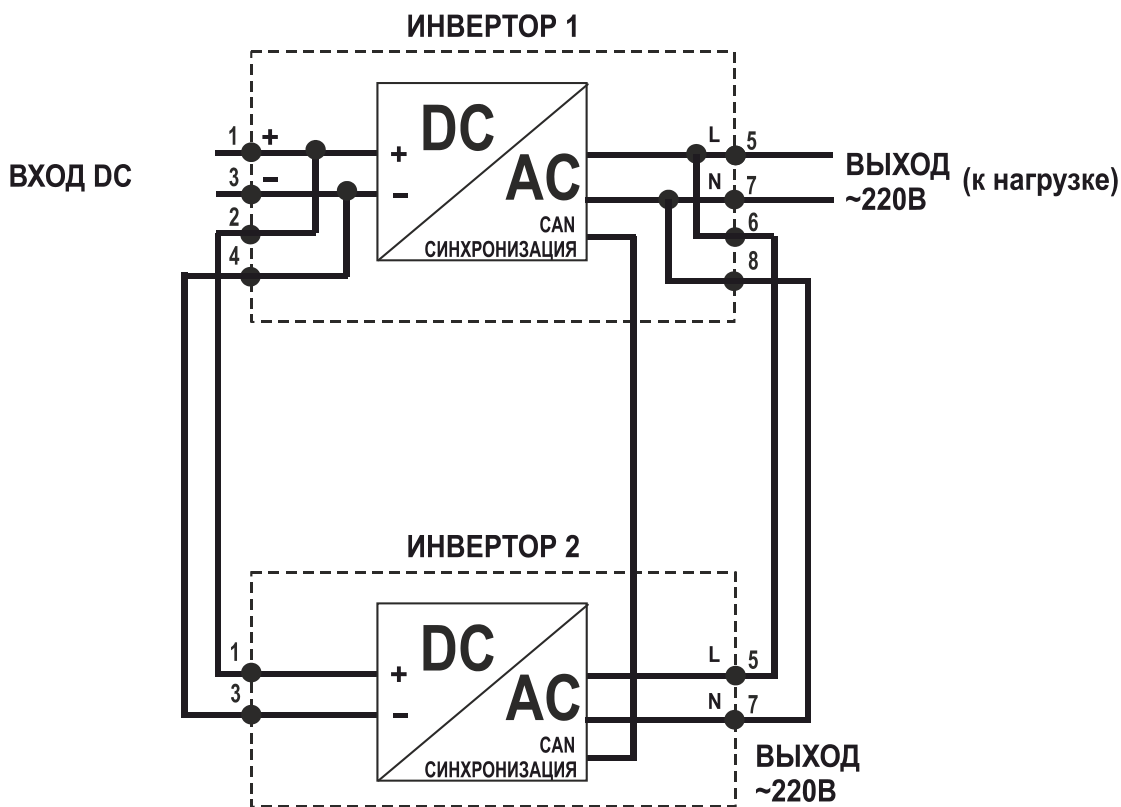 ИНВЕРТОР 1
DC
AC
CAN
СИНХРОНИЗАЦИЯ
ВХОД DC
1 +
3 −
2
4
+
−
L 5
N 7
6
8
ВЫХОД
~220В
(к нагрузке)
ИНВЕРТОР 2
DC
AC
CAN
СИНХРОНИЗАЦИЯ
1
3
+
−
L 5
N 7
ВЫХОД
~220В